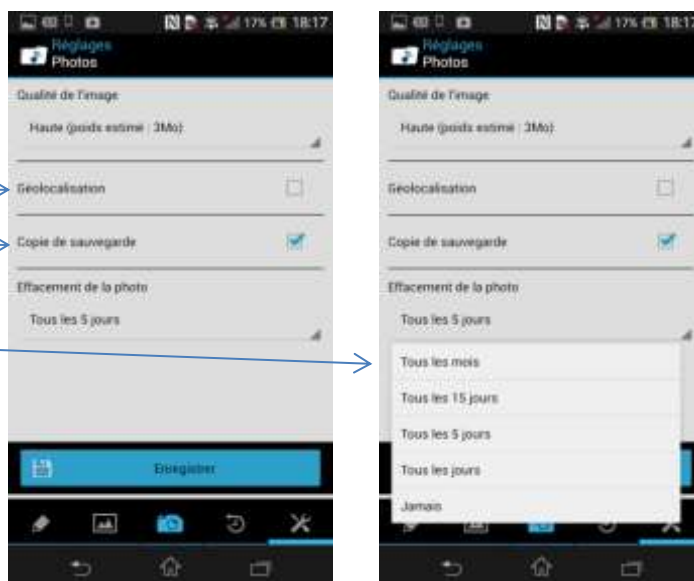 17% 18:17
Réglages
Photos
Qualité de l'image
Haute (poids estimé : 3Mo)
Géolocalisation
Copie de sauvegarde
Effacement de la photo
Tous les 5 jours
Enregistrer
17% 18:17
Réglages
Photos
Qualité de l'image
Haute (poids estimé : 3Mo)
Géolocalisation
Copie de sauvegarde
Effacement de la photo
Tous les 5 jours
Tous les mois
Tous les 15 jours
Tous les 5 jours
Tous les jours
Jamais